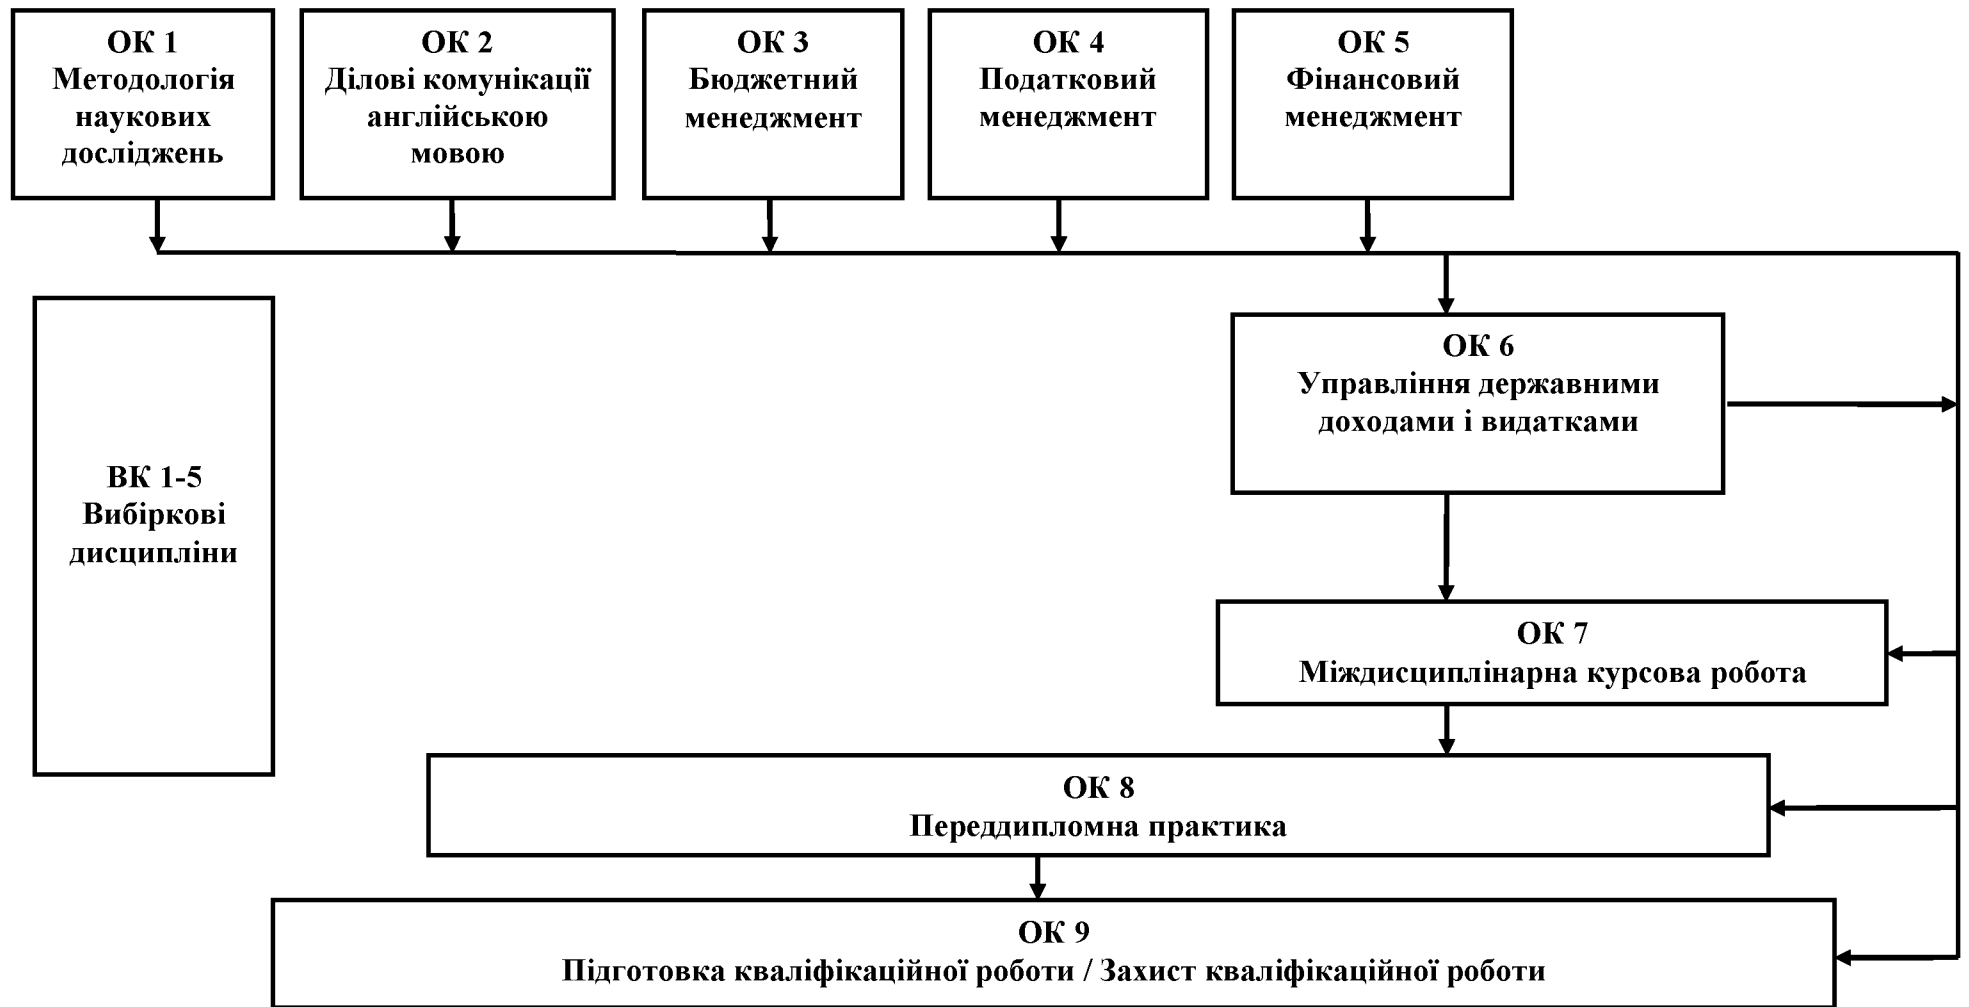 ОК 1
Методологія
наукових
досліджень
ОК 2
Ділові комунікації
англійською
мовою
ОК 3
Бюджетний
менеджмент
ОК 4
Податковий
менеджмент
ОК 5
Фінансовий
менеджмент
ОК 6
Управління державними
доходами і видатками
ВК 1-5
Вибіркові
дисципліни
ОК 7
Міждисциплінарна курсова робота
ОК 8
Переддипломна практика
ОК 9
Підготовка кваліфікаційної роботи / Захист кваліфікаційної роботи